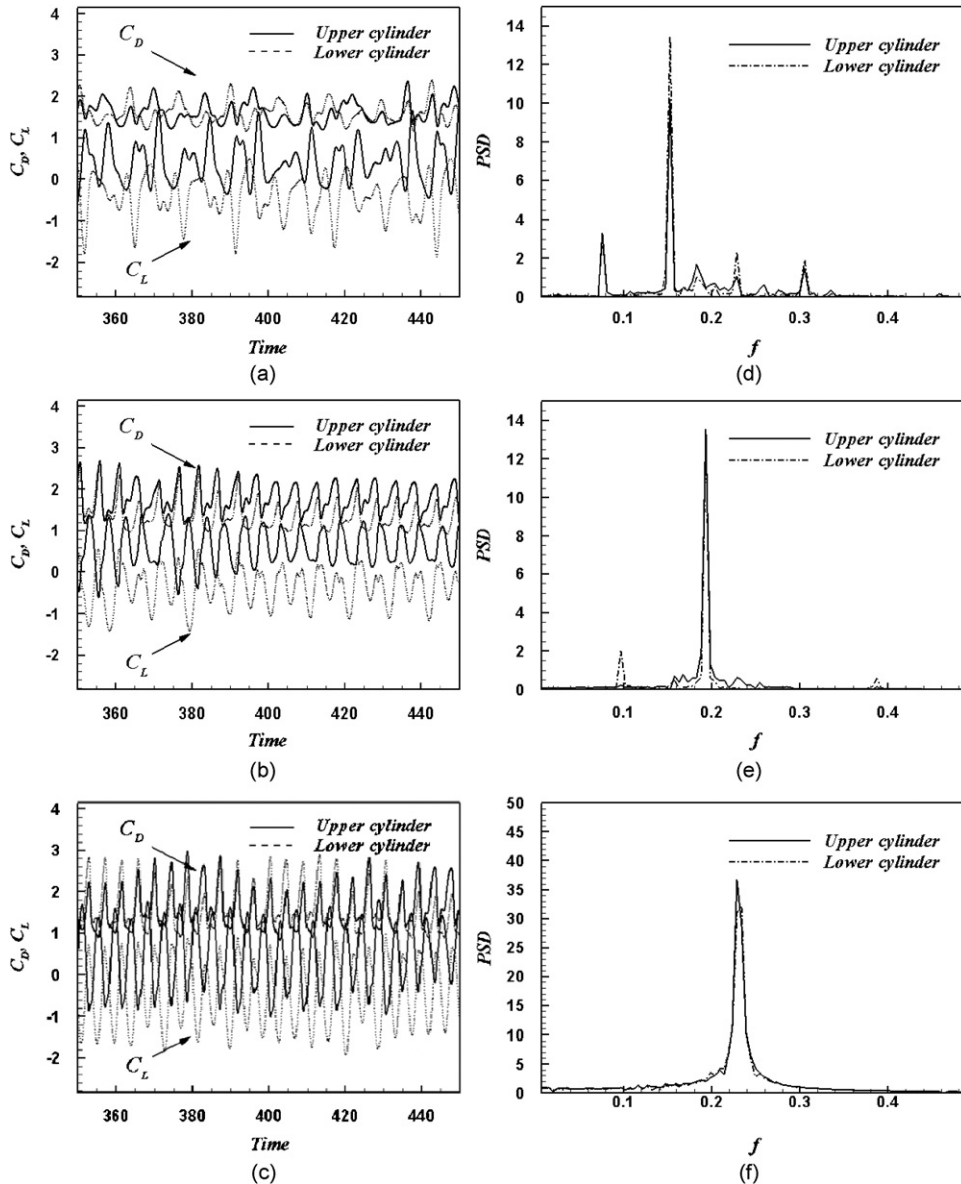 4
3
2
1
0
-1
-2
C_D, C_L
C_D
C_L
Upper cylinder
Lower cylinder
360
380
400
420
440
Time
(a)
14
12
10
8
6
4
2
0
PSD
Upper cylinder
Lower cylinder
0.1
0.2
0.3
0.4
f
(d)
4
3
2
1
0
-1
-2
C_D, C_L
C_D
C_L
Upper cylinder
Lower cylinder
360
380
400
420
440
Time
(b)
14
12
10
8
6
4
2
0
PSD
Upper cylinder
Lower cylinder
0.1
0.2
0.3
0.4
f
(e)
4
3
2
1
0
-1
-2
C_D, C_L
C_D
C_L
Upper cylinder
Lower cylinder
360
380
400
420
440
Time
(c)
50
45
40
35
30
25
20
15
10
5
0
PSD
Upper cylinder
Lower cylinder
0.1
0.2
0.3
0.4
f
(f)